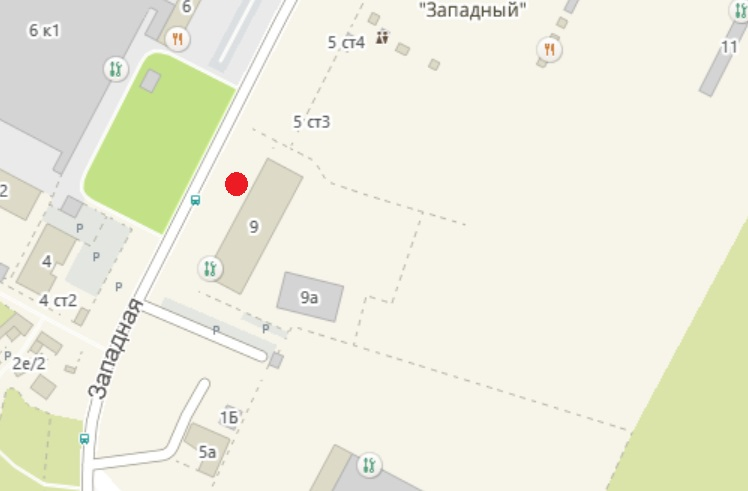 6
6 к1
"Западный"
5 ст4
11
5 ст3
2
P
9
4
P
P
4 ст2
9а
Западная
P
P
P
2е/2
1Б
5а